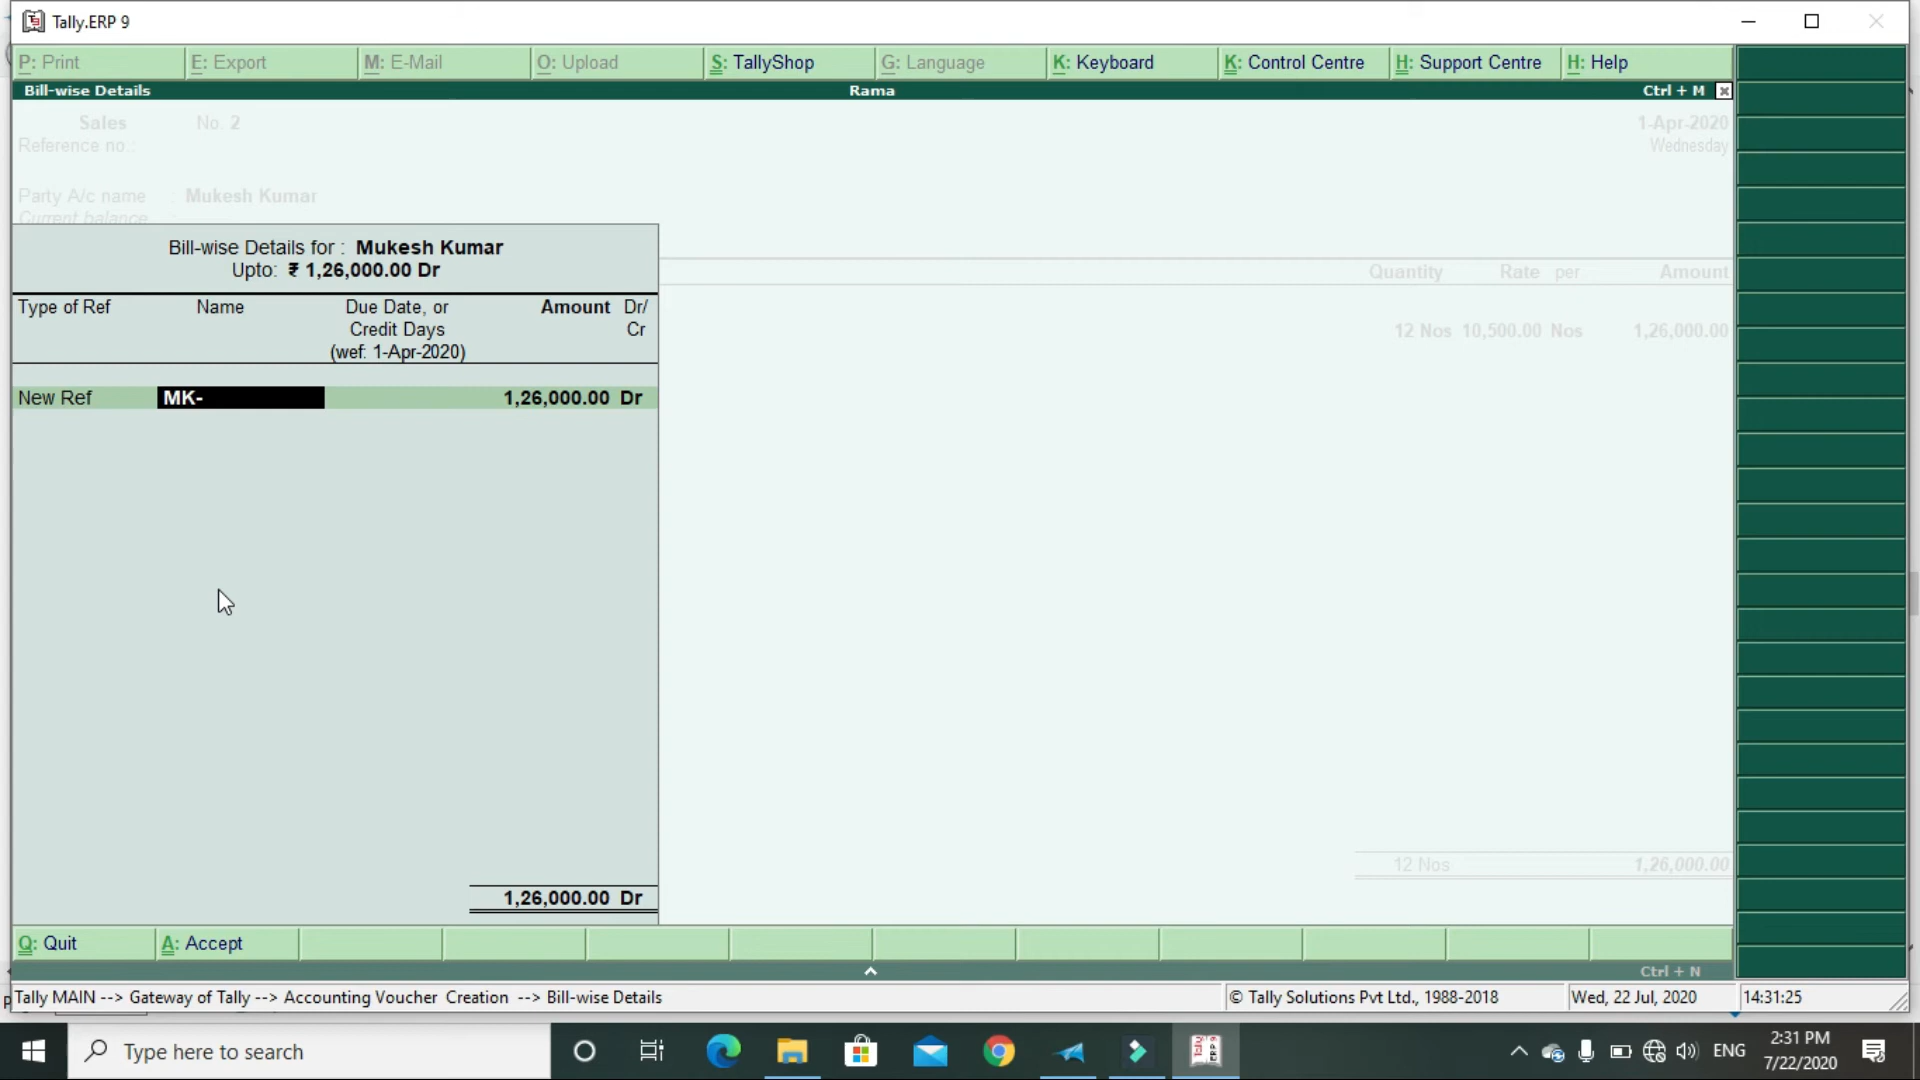 Tally.ERP 9
P: Print E: Export M: E-Mail O: Upload S: TallyShop G: Language K: Keyboard K: Control Centre H: Support Centre H: Help
Bill-wise Details Rama Ctrl + M
Sales No. 2 1-Apr-2020
Reference no.: Wednesday
Party A/c name : Mukesh Kumar
Current balance :
Bill-wise Details for : Mukesh Kumar
Upto: ₹ 1,26,000.00 Dr
Quantity Rate per Amount
Type of Ref Name Due Date, or Amount Dr/
Credit Days Cr
(wef: 1-Apr-2020)
12 Nos 10,500.00 Nos 1,26,000.00
New Ref MK- 1,26,000.00 Dr
12 Nos 1,26,000.00
1,26,000.00 Dr
Q: Quit A: Accept
Ctrl + N
Tally MAIN --> Gateway of Tally --> Accounting Voucher Creation --> Bill-wise Details © Tally Solutions Pvt Ltd., 1988-2018 Wed, 22 Jul, 2020 14:31:25
Type here to search ENG 2:31 PM
7/22/2020